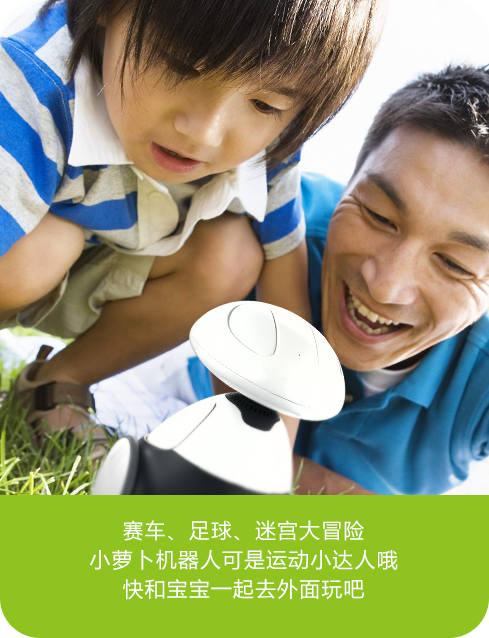 赛车、足球、迷宫大冒险
小萝卜机器人可是运动小达人哦
快和宝宝一起去外面玩吧